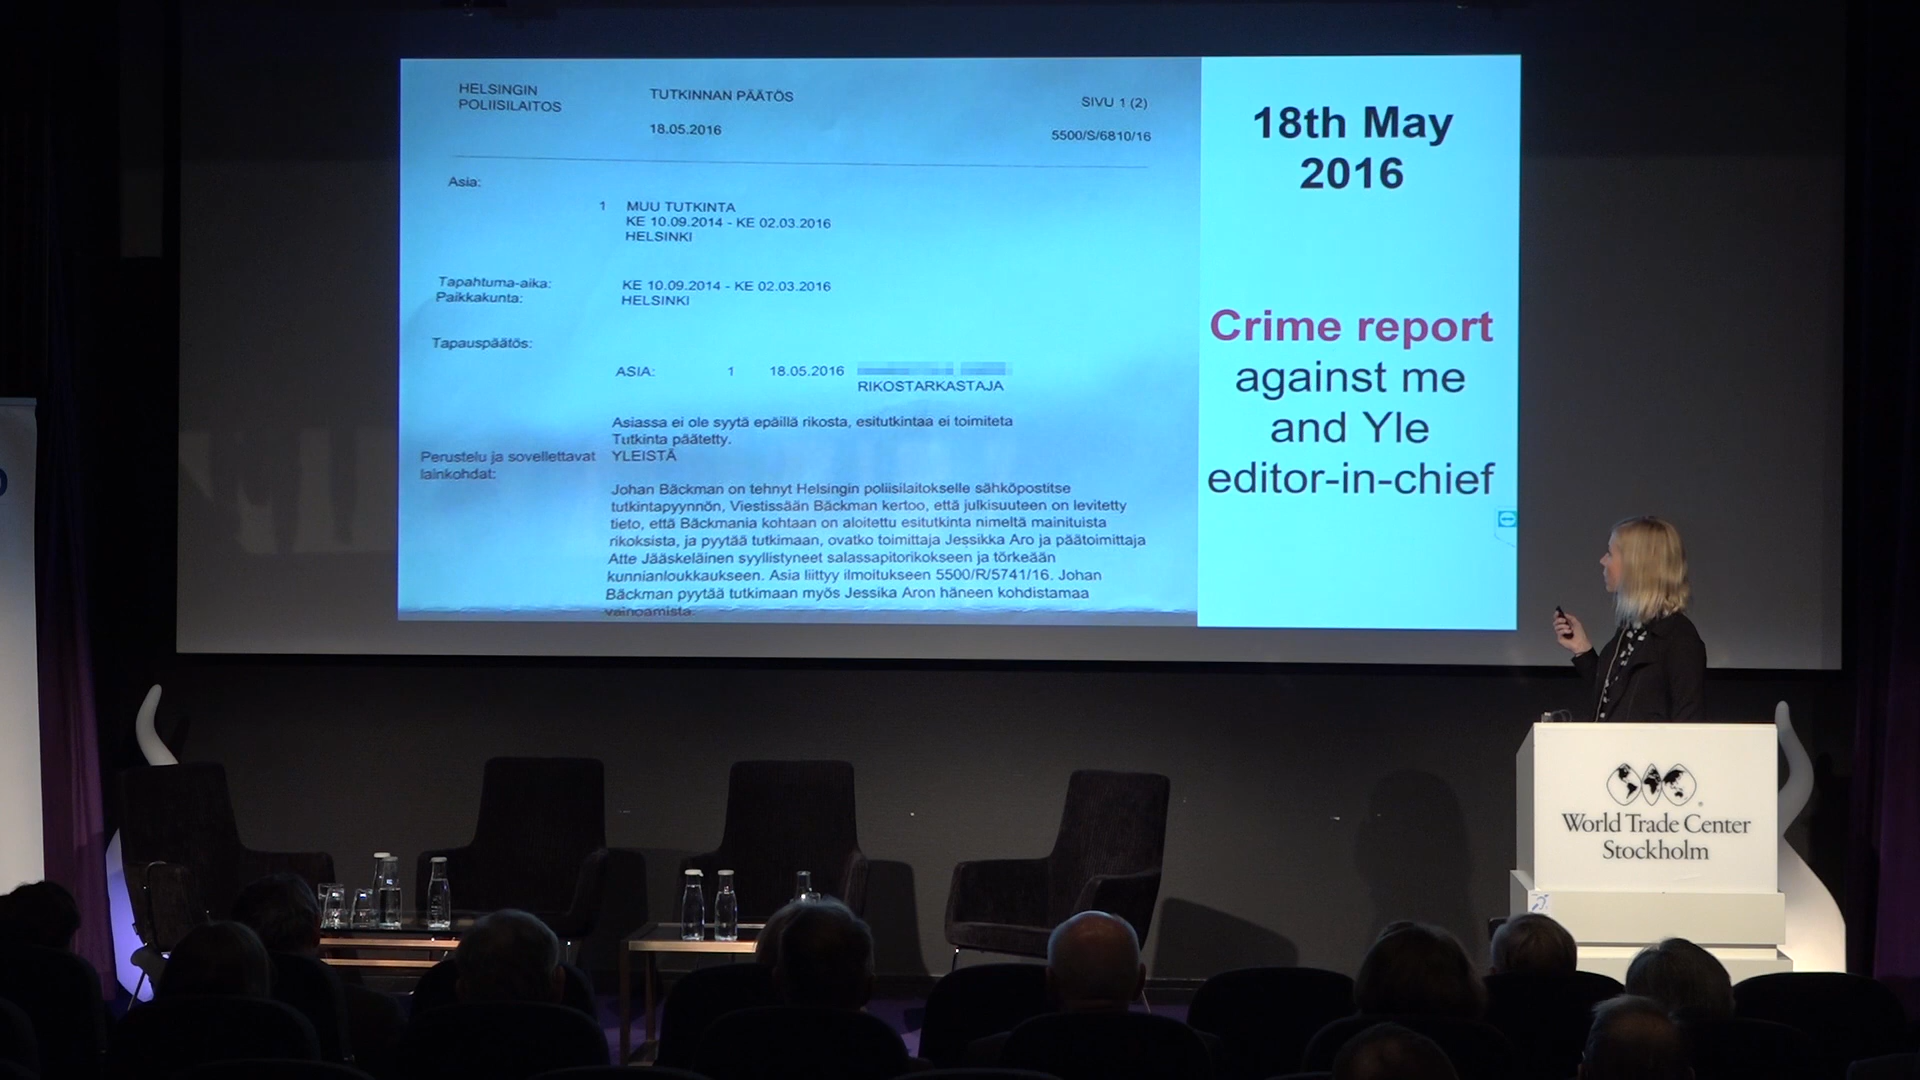 HELSINGIN
POLIISILAITOS
TUTKINNAN PÄÄTÖS
18.05.2016
SIVU 1 (2)
5500/S/6810/16
Asia:
1 MUU TUTKINTA
KE 10.09.2014 - KE 02.03.2016
HELSINKI
Tapahtuma-aika: KE 10.09.2014 - KE 02.03.2016
Paikkakunta: HELSINKI
Tapauspäätös:
ASIA: 1 18.05.2016
RIKOSTARKASTAJA
Asiassa ei ole syytä epäillä rikosta, esitutkintaa ei toimiteta
Tutkinta päätetty.
Perustelu ja sovellettavat YLEISTÄ
lainkohdat:
Johan Bäckman on tehnyt Helsingin poliisilaitokselle sähköpostitse
tutkintapyynnön, Viestissään Bäckman kertoo, että julkisuuteen on levitetty
tieto, että Bäckmania kohtaan on aloitettu esitutkinta nimeltä mainituista
rikoksista, ja pyytää tutkimaan, ovatko toimittaja Jessikka Aro ja päätoimittaja
Atte Jääskeläinen syyllistyneet salassapitorikokseen ja törkeään
kunnianloukkaukseen. Asia liittyy ilmoitukseen 5500/R/5741/16. Johan
Bäckman pyytää tutkimaan myös Jessika Aron häneen kohdistamaa
vainoamista.
18th May
2016
Crime report
against me
and Yle
editor-in-chief
World Trade Center
Stockholm